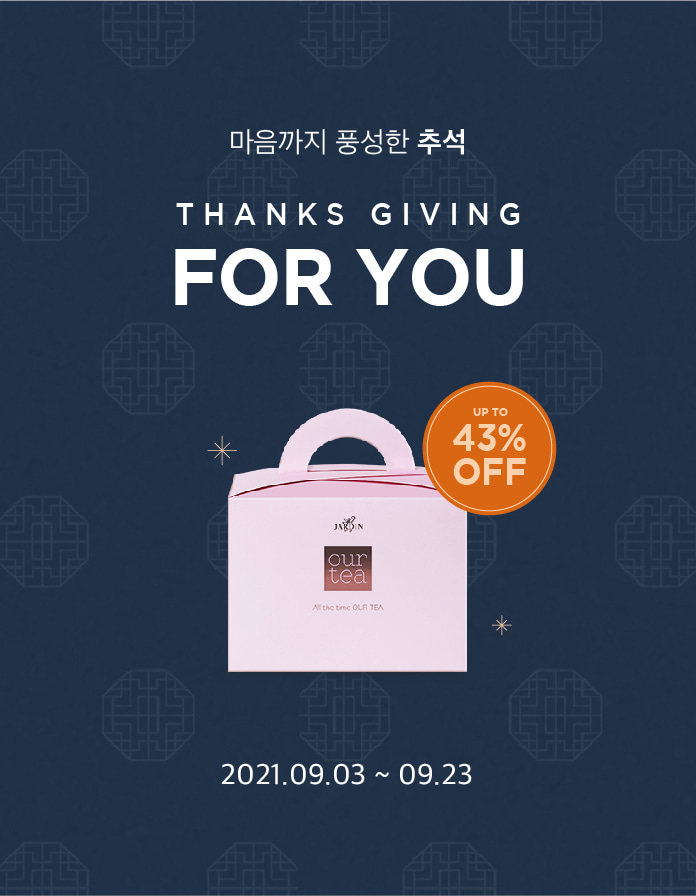 마음까지 풍성한 추석
THANKS GIVING
FOR YOU
UP TO
43%
OFF
JARDIN
our
tea
All the time OUR TEA
2021.09.03 ~ 09.23